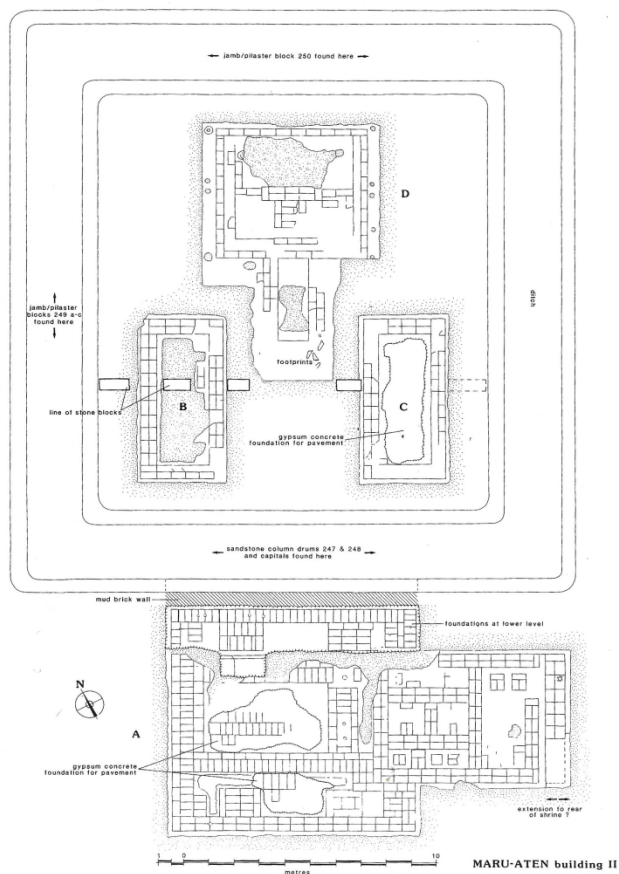 jamb/pilaster block 250 found here
D
ditch
jamb/pilaster
blocks 249 a-c
found here
footprints
B
C
line of stone blocks
gypsum concrete
foundation for pavement
sandstone column drums 247 & 248
and capitals found here
mud brick wall
foundations at lower level
N
A
gypsum concrete
foundation for pavement
extension to rear
of shrine ?
1 0 10
metres
MARU-ATEN building II